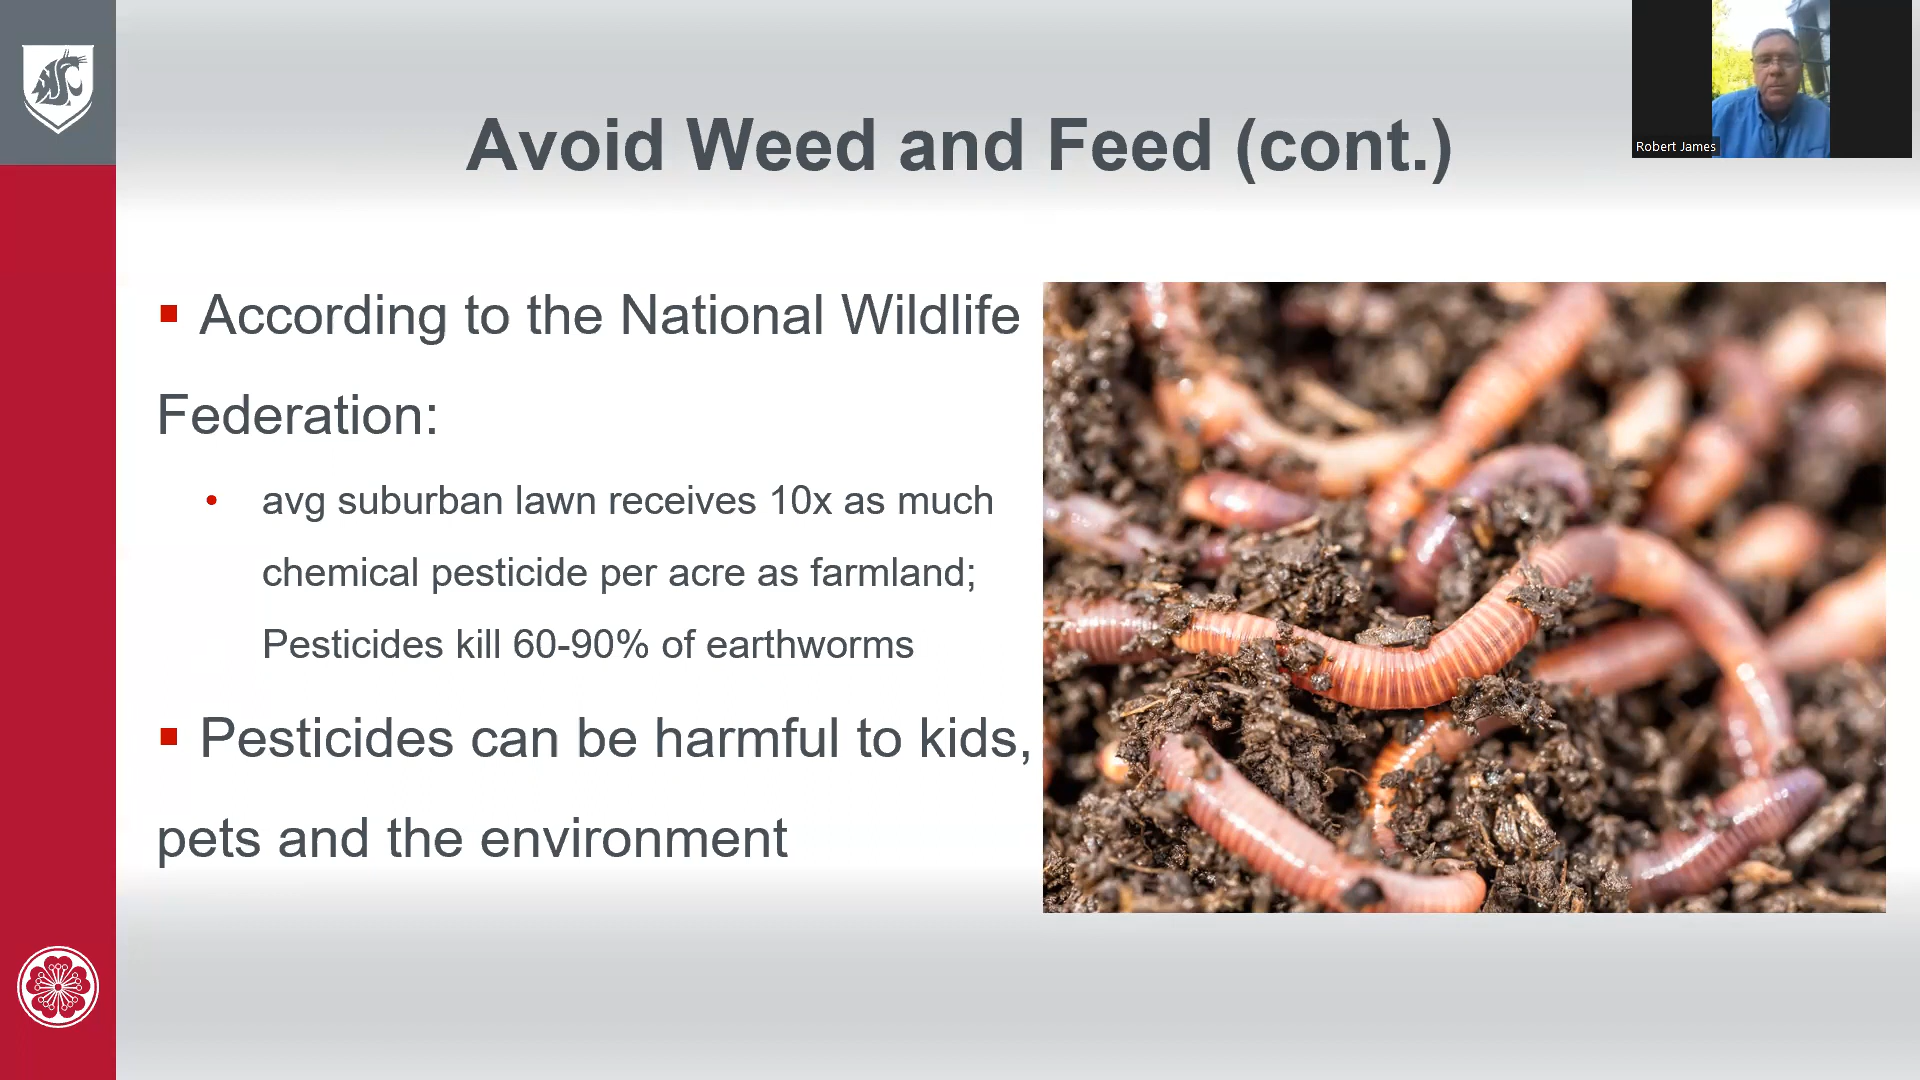 Avoid Weed and Feed (cont.)
Robert James
▪ According to the National Wildlife
Federation:
• avg suburban lawn receives 10x as much
chemical pesticide per acre as farmland;
Pesticides kill 60-90% of earthworms
▪ Pesticides can be harmful to kids,
pets and the environment